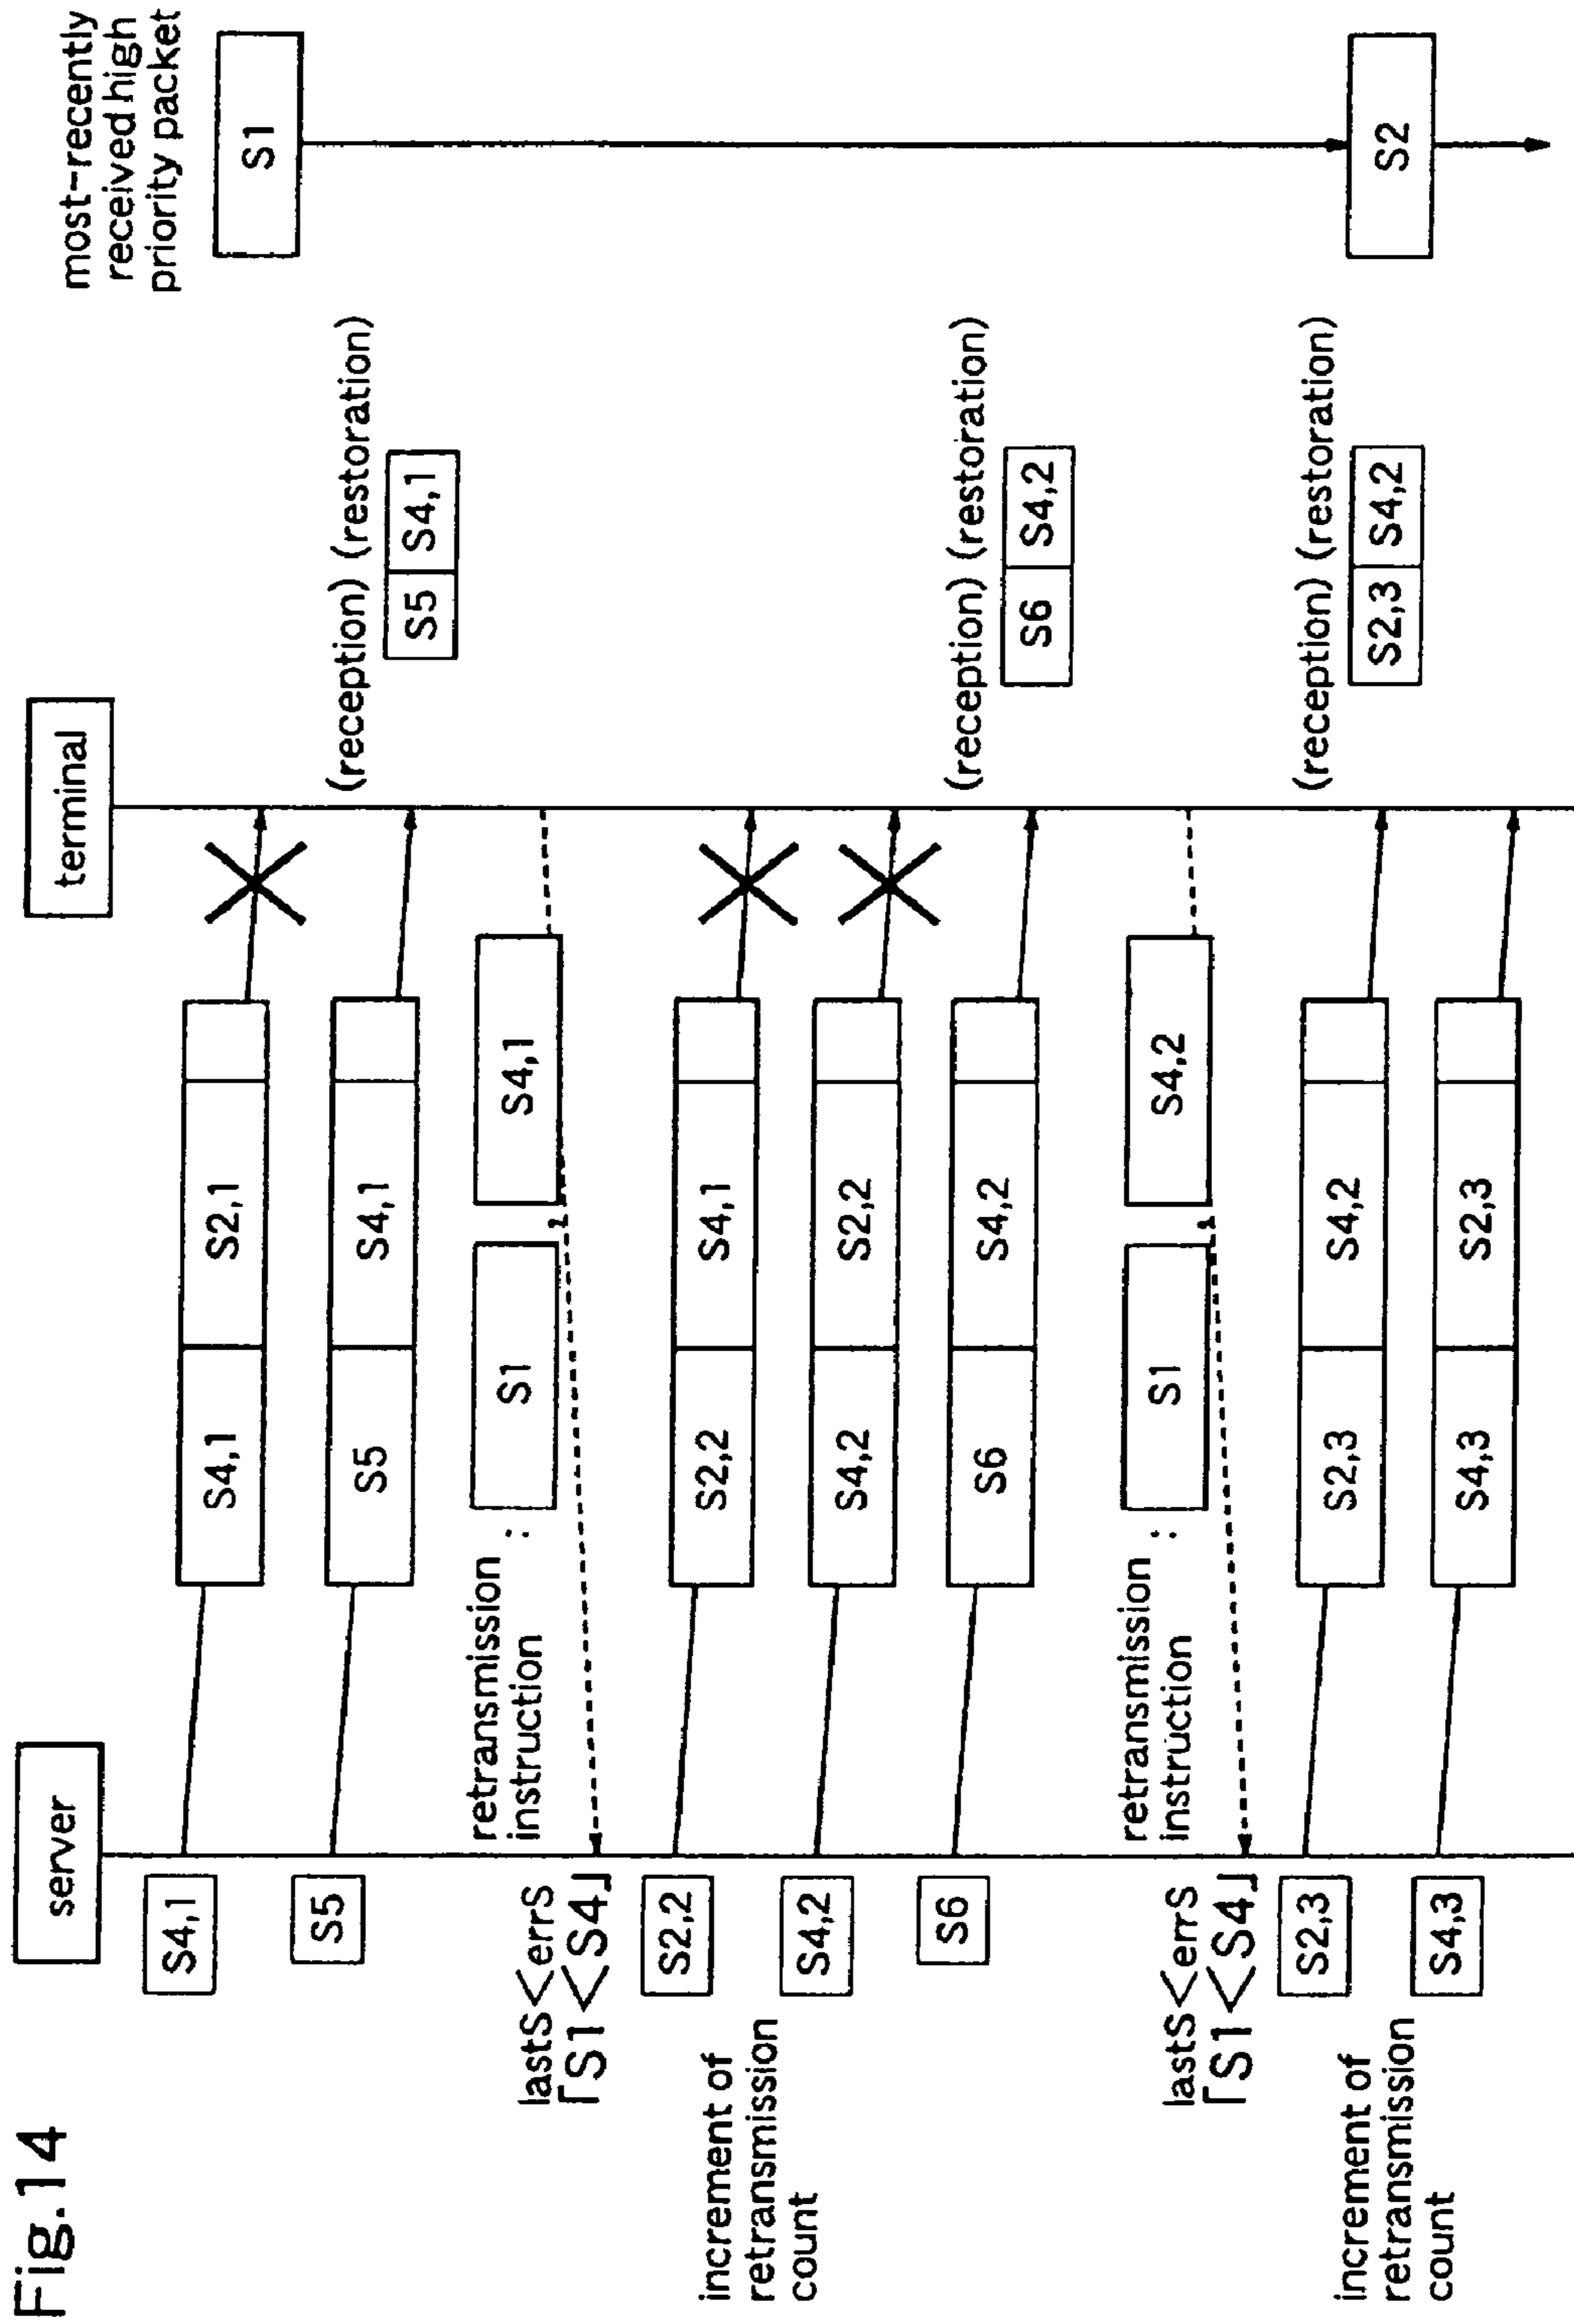 Fig.14
server
terminal
most-recently
received high
priority packet
S4,1
S4,1
S2,1
S1
S5
S5
S4,1
(reception) (restoration)
S5
S4,1
retransmission
instruction :
S1
,
S4,1
lastS<errS
「S1<S4」
increment of
retransmission
count
S2,2
S2,2
S4,1
S4,2
S4,2
S2,2
S6
S6
S4,2
(reception) (restoration)
S6
S4,2
retransmission
instruction :
S1
,
S4,2
lastS<errS
「S1<S4」
increment of
retransmission
count
S2,3
S2,3
S4,2
(reception) (restoration)
S2,3
S4,2
S2
S4,3
S4,3
S2,3